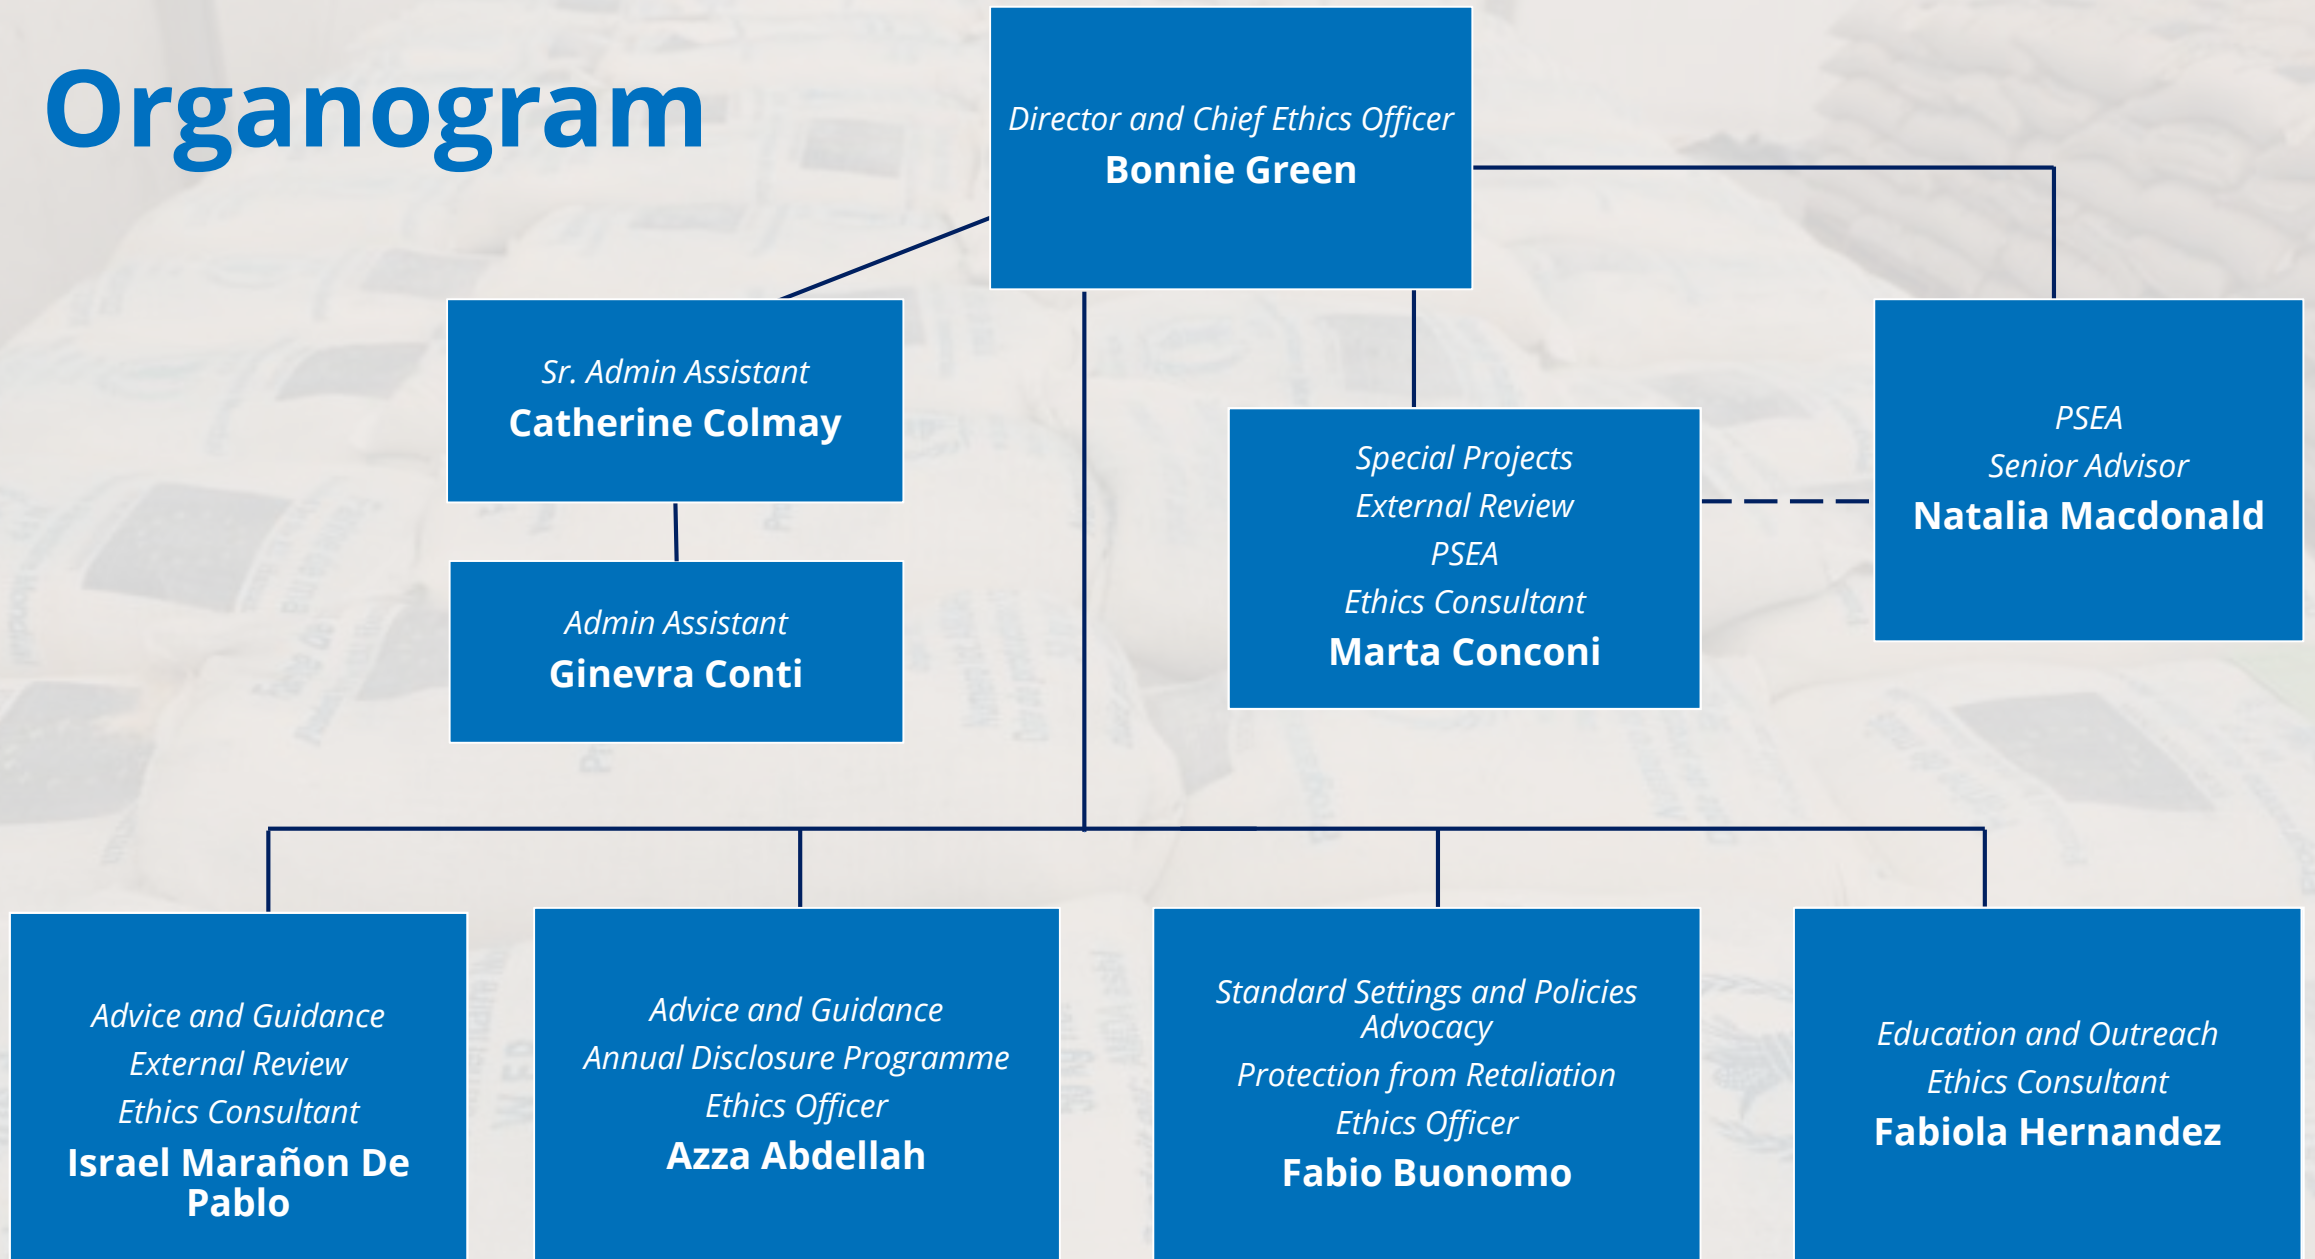 Organogram
Director and Chief Ethics Officer
Bonnie Green
Sr. Admin Assistant
Catherine Colmay
Admin Assistant
Ginevra Conti
Special Projects
External Review
PSEA
Ethics Consultant
Marta Conconi
PSEA
Senior Advisor
Natalia Macdonald
Advice and Guidance
External Review
Ethics Consultant
Israel Marañon De
Pablo
Advice and Guidance
Annual Disclosure Programme
Ethics Officer
Azza Abdellah
Standard Settings and Policies
Advocacy
Protection from Retaliation
Ethics Officer
Fabio Buonomo
Education and Outreach
Ethics Consultant
Fabiola Hernandez